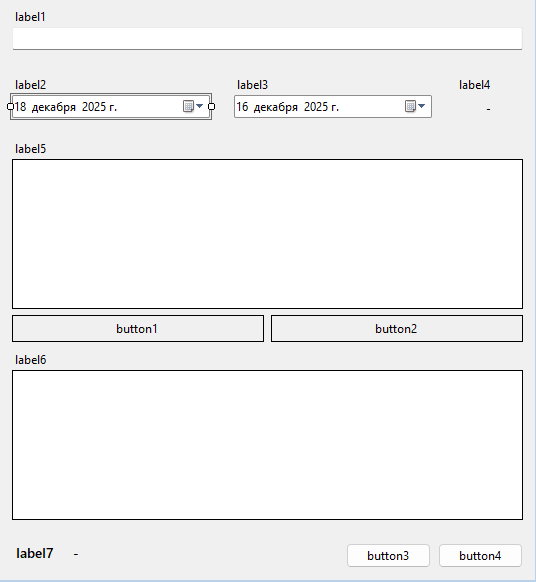 label1
label2 label3 label4
18 декабря 2025 г. 16 декабря 2025 г. -
label5
button1 button2
label6
label7 - button3 button4